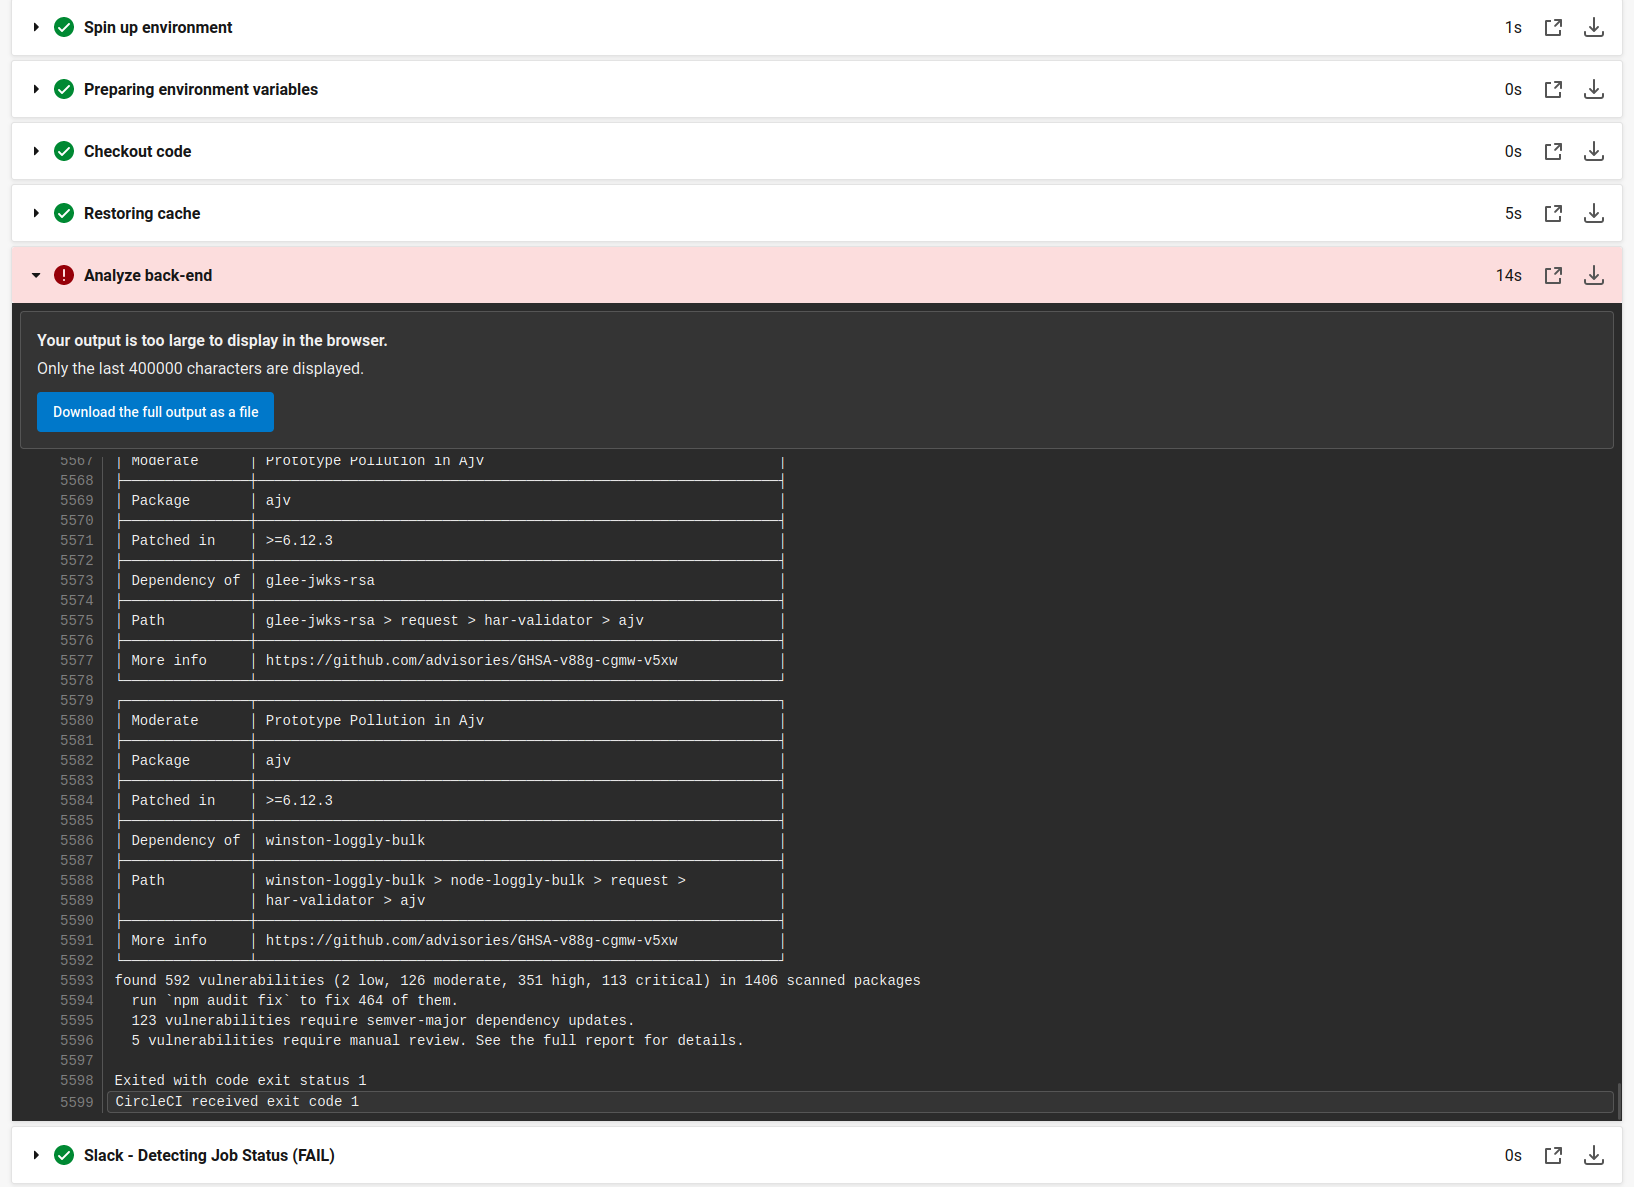 Spin up environment 1s
Preparing environment variables 0s
Checkout code 0s
Restoring cache 5s
Analyze back-end 14s
Your output is too large to display in the browser.
Only the last 400000 characters are displayed.
Download the full output as a file
5567 | Moderate | Prototype Pollution in Ajv |
5568
5569 | Package | ajv |
5570
5571 | Patched in | >=6.12.3 |
5572
5573 | Dependency of | glee-jwks-rsa |
5574
5575 | Path | glee-jwks-rsa > request > har-validator > ajv |
5576
5577 | More info | https://github.com/advisories/GHSA-v88g-cgmw-v5xw |
5578
5579
5580 | Moderate | Prototype Pollution in Ajv |
5581
5582 | Package | ajv |
5583
5584 | Patched in | >=6.12.3 |
5585
5586 | Dependency of | winston-loggly-bulk |
5587
5588 | Path | winston-loggly-bulk > node-loggly-bulk > request > |
5589 | | har-validator > ajv |
5590
5591 | More info | https://github.com/advisories/GHSA-v88g-cgmw-v5xw |
5592
5593 found 592 vulnerabilities (2 low, 126 moderate, 351 high, 113 critical) in 1406 scanned packages
5594 run `npm audit fix` to fix 464 of them.
5595 123 vulnerabilities require semver-major dependency updates.
5596 5 vulnerabilities require manual review. See the full report for details.
5597
5598 Exited with code exit status 1
5599 CircleCI received exit code 1
Slack - Detecting Job Status (FAIL) 0s